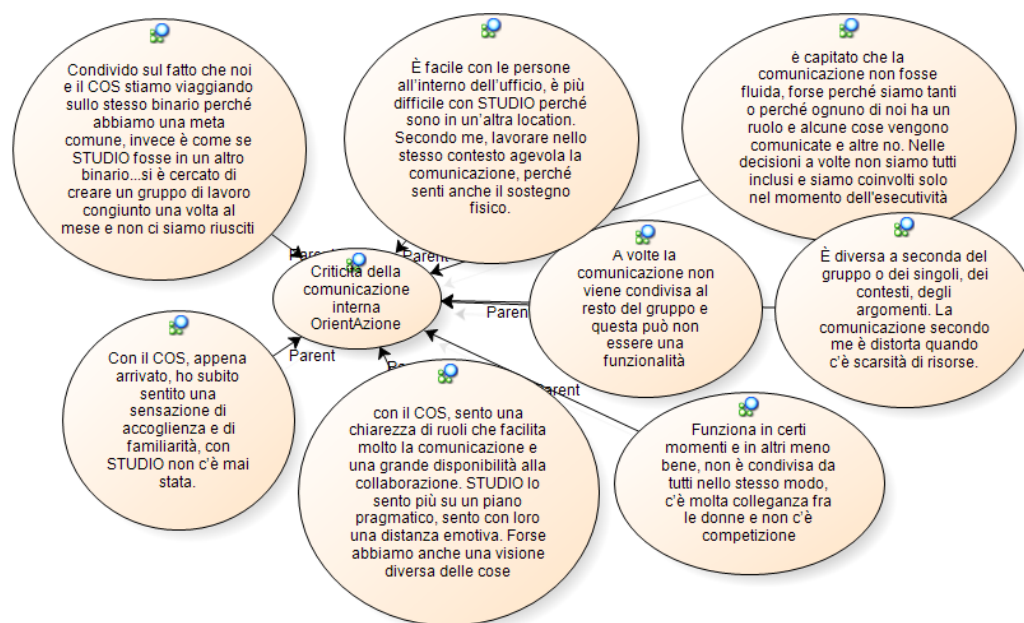 Condivido sul fatto che noi
e il COS stiamo viaggiando
sullo stesso binario perché
abbiamo una meta
comune, invece è come se
STUDIO fosse in un altro
binario...si è cercato di
creare un gruppo di lavoro
congiunto una volta al
mese e non ci siamo riusciti
È facile con le persone
all'interno dell'ufficio, è più
difficile con STUDIO perché
sono in un'altra location.
Secondo me, lavorare nello
stesso contesto agevola la
comunicazione, perché
senti anche il sostegno
fisico.
è capitato che la
comunicazione non fosse
fluida, forse perché siamo tanti
o perché ognuno di noi ha un
ruolo e alcune cose vengono
comunicate e altre no. Nelle
decisioni a volte non siamo tutti
inclusi e siamo coinvolti solo
nel momento dell'esecutività
Parent
Parent
Criticità della
comunicazione
interna
OrientAzione
Parent
A volte la
comunicazione non
viene condivisa al
resto del gruppo e
questa può non
essere una
funzionalità
È diversa a seconda del
gruppo o dei singoli, dei
contesti, degli
argomenti. La
comunicazione secondo
me è distorta quando
c'è scarsità di risorse.
Parent
Parent
Con il COS, appena
arrivato, ho subito
sentito una
sensazione di
accoglienza e di
familiarità, con
STUDIO non c'è mai
stata.
con il COS, sento una
chiarezza di ruoli che facilita
molto la comunicazione e
una grande disponibilità alla
collaborazione. STUDIO lo
sento più su un piano
pragmatico, sento con loro
una distanza emotiva. Forse
abbiamo anche una visione
diversa delle cose
Funziona in certi
momenti e in altri meno
bene, non è condivisa da
tutti nello stesso modo,
c'è molta colleganza fra
le donne e non c'è
competizione